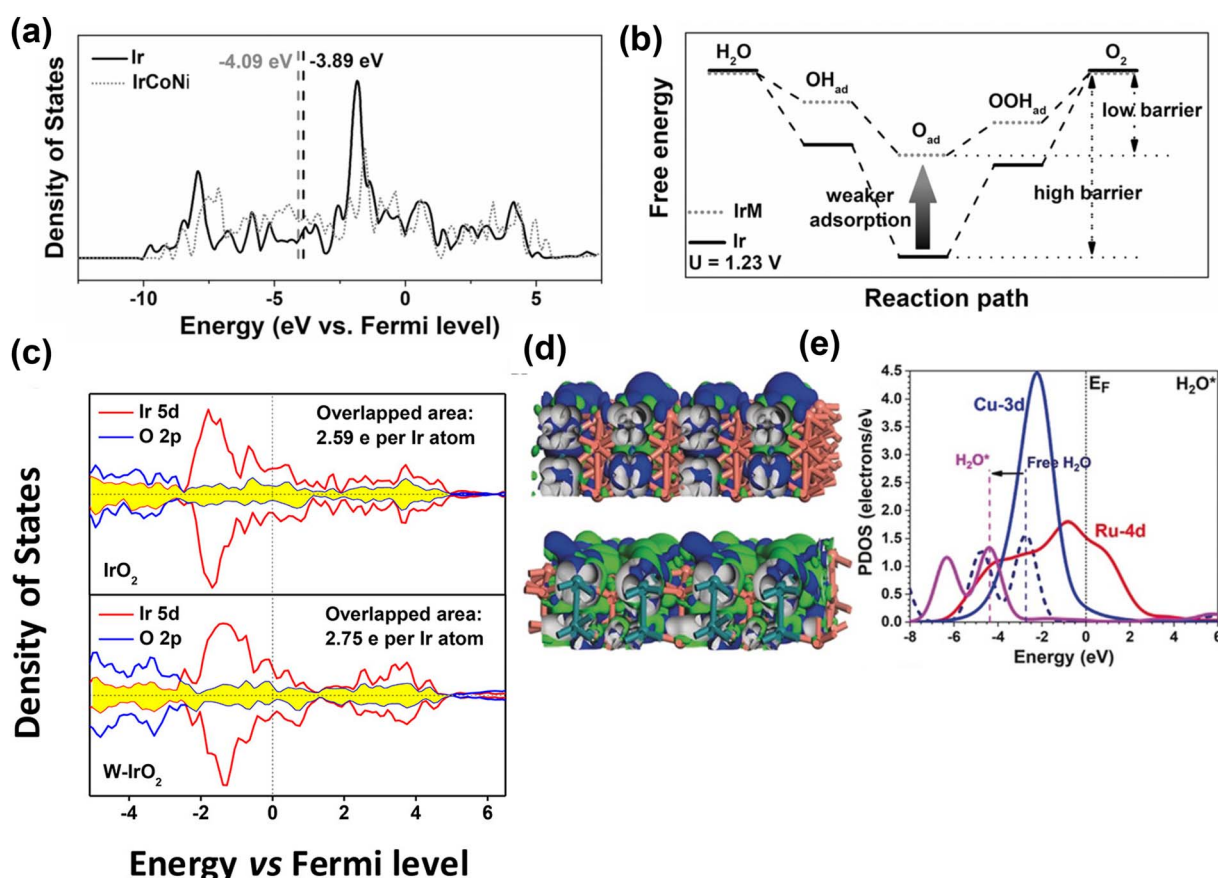 (a)
Ir
IrCoNi
-4.09 eV
-3.89 eV
Density of States
-10
-5
0
5
Energy (eV vs. Fermi level)
(b)
H₂O
OH_ad
O_ad
OOH_ad
O₂
low barrier
high barrier
weaker
adsorption
IrM
Ir
U = 1.23 V
Free energy
Reaction path
(c)
Ir 5d
O 2p
Overlapped area:
2.59 e per Ir atom
IrO₂
Ir 5d
O 2p
Overlapped area:
2.75 e per Ir atom
W-IrO₂
Density of States
-4
-2
0
2
4
6
Energy vs Fermi level
(d)
(e)
4.5
4.0
3.5
3.0
2.5
2.0
1.5
1.0
0.5
0.0
PDOS (electrons/eV)
E_F
H₂O*
Cu-3d
H₂O*
Free H₂O
Ru-4d
-8
-6
-4
-2
0
2
4
6
Energy (eV)